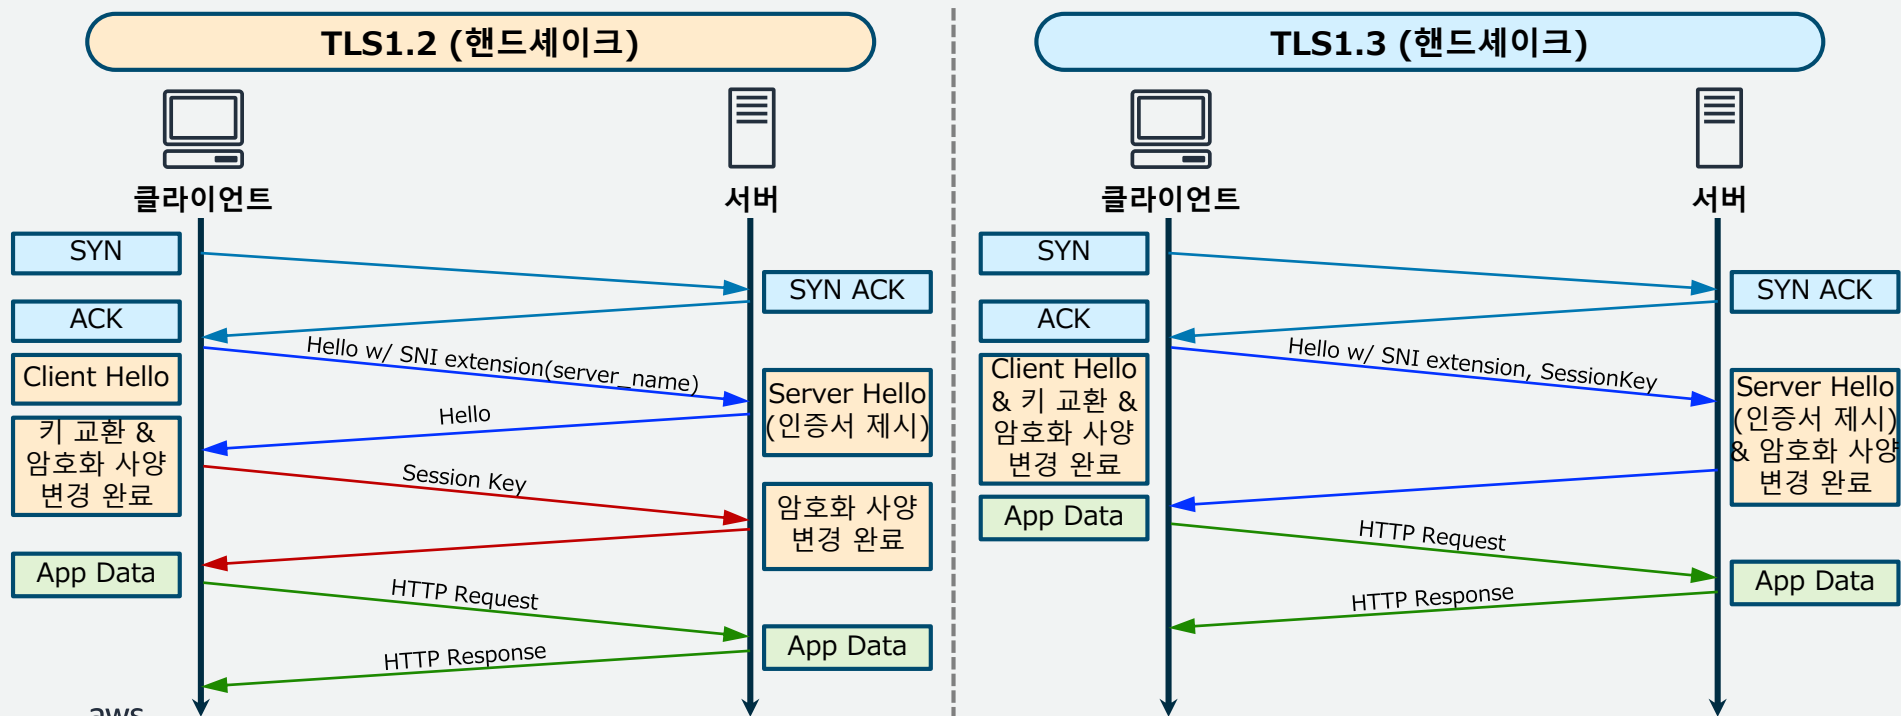 TLS1.2 (핸드셰이크)
클라이언트
서버
SYN
SYN ACK
ACK
Hello w/ SNI extension(server_name)
Client Hello
Server Hello
(인증서 제시)
Hello
키 교환 &
암호화 사양
변경 완료
Session Key
암호화 사양
변경 완료
App Data
HTTP Request
App Data
HTTP Response
aws
TLS1.3 (핸드셰이크)
클라이언트
서버
SYN
SYN ACK
ACK
Hello w/ SNI extension, SessionKey
Client Hello
& 키 교환 &
암호화 사양
변경 완료
Server Hello
(인증서 제시)
& 암호화 사양
변경 완료
App Data
HTTP Request
App Data
HTTP Response